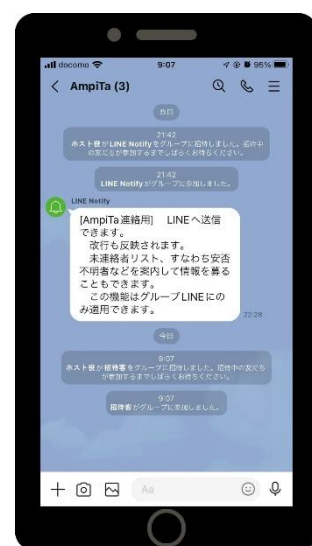 docomo 9:07 95%
AmpiTa (3)
昨日
21:42
ホスト役がLINE Notifyをグループに招待しました。招待中
の友だちが参加するまでしばらくお待ちください。
21:42
LINE Notifyがグループに参加しました。
LINE Notify
[AmpiTa連絡用] LINEへ送信
できます。
改行も反映されます。
未連絡者リスト、すなわち安否
不明者などを案内して情報を募る
こともできます。
この機能はグループLINEにの
み適用できます。
22:28
今日
9:07
ホスト役が招待客をグループに招待しました。招待中の友だち
が参加するまでしばらくお待ちください。
9:07
招待客がグループに参加しました。
Aa